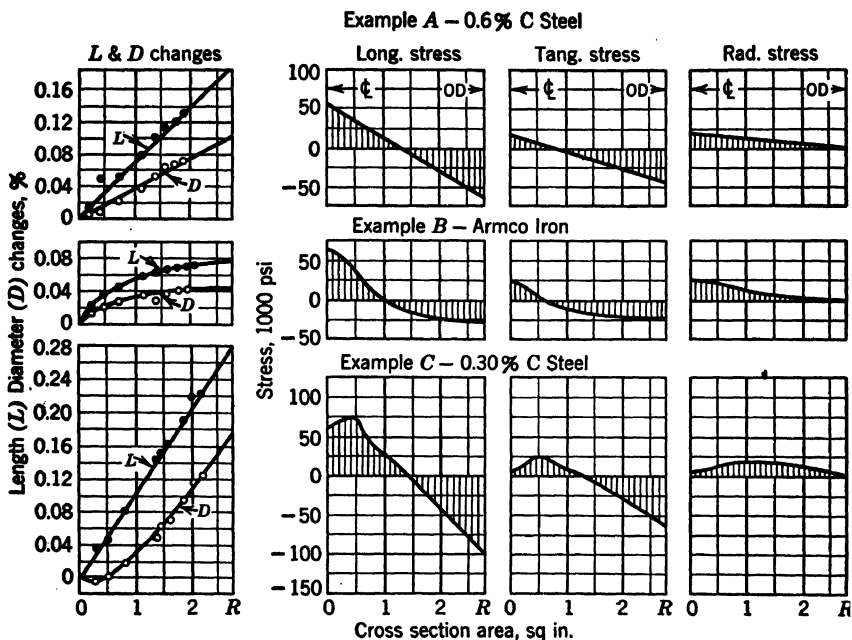 Example A – 0.6% C Steel
L & D changes
Long. stress
Tang. stress
Rad. stress
0.16
0.12
0.08
0.04
0
L
D
100
50
0
−50
℄
OD
℄
OD
℄
OD
Example B – Armco Iron
0.08
0.04
0
L
D
50
0
−50
Example C – 0.30% C Steel
0.28
0.24
0.20
0.16
0.12
0.08
0.04
0
L
D
100
50
0
−50
−100
−150
Length (L) Diameter (D) changes, %
Stress, 1000 psi
0 1 2 R
0 1 2 R
0 1 2 R
0 1 2 R
Cross section area, sq in.